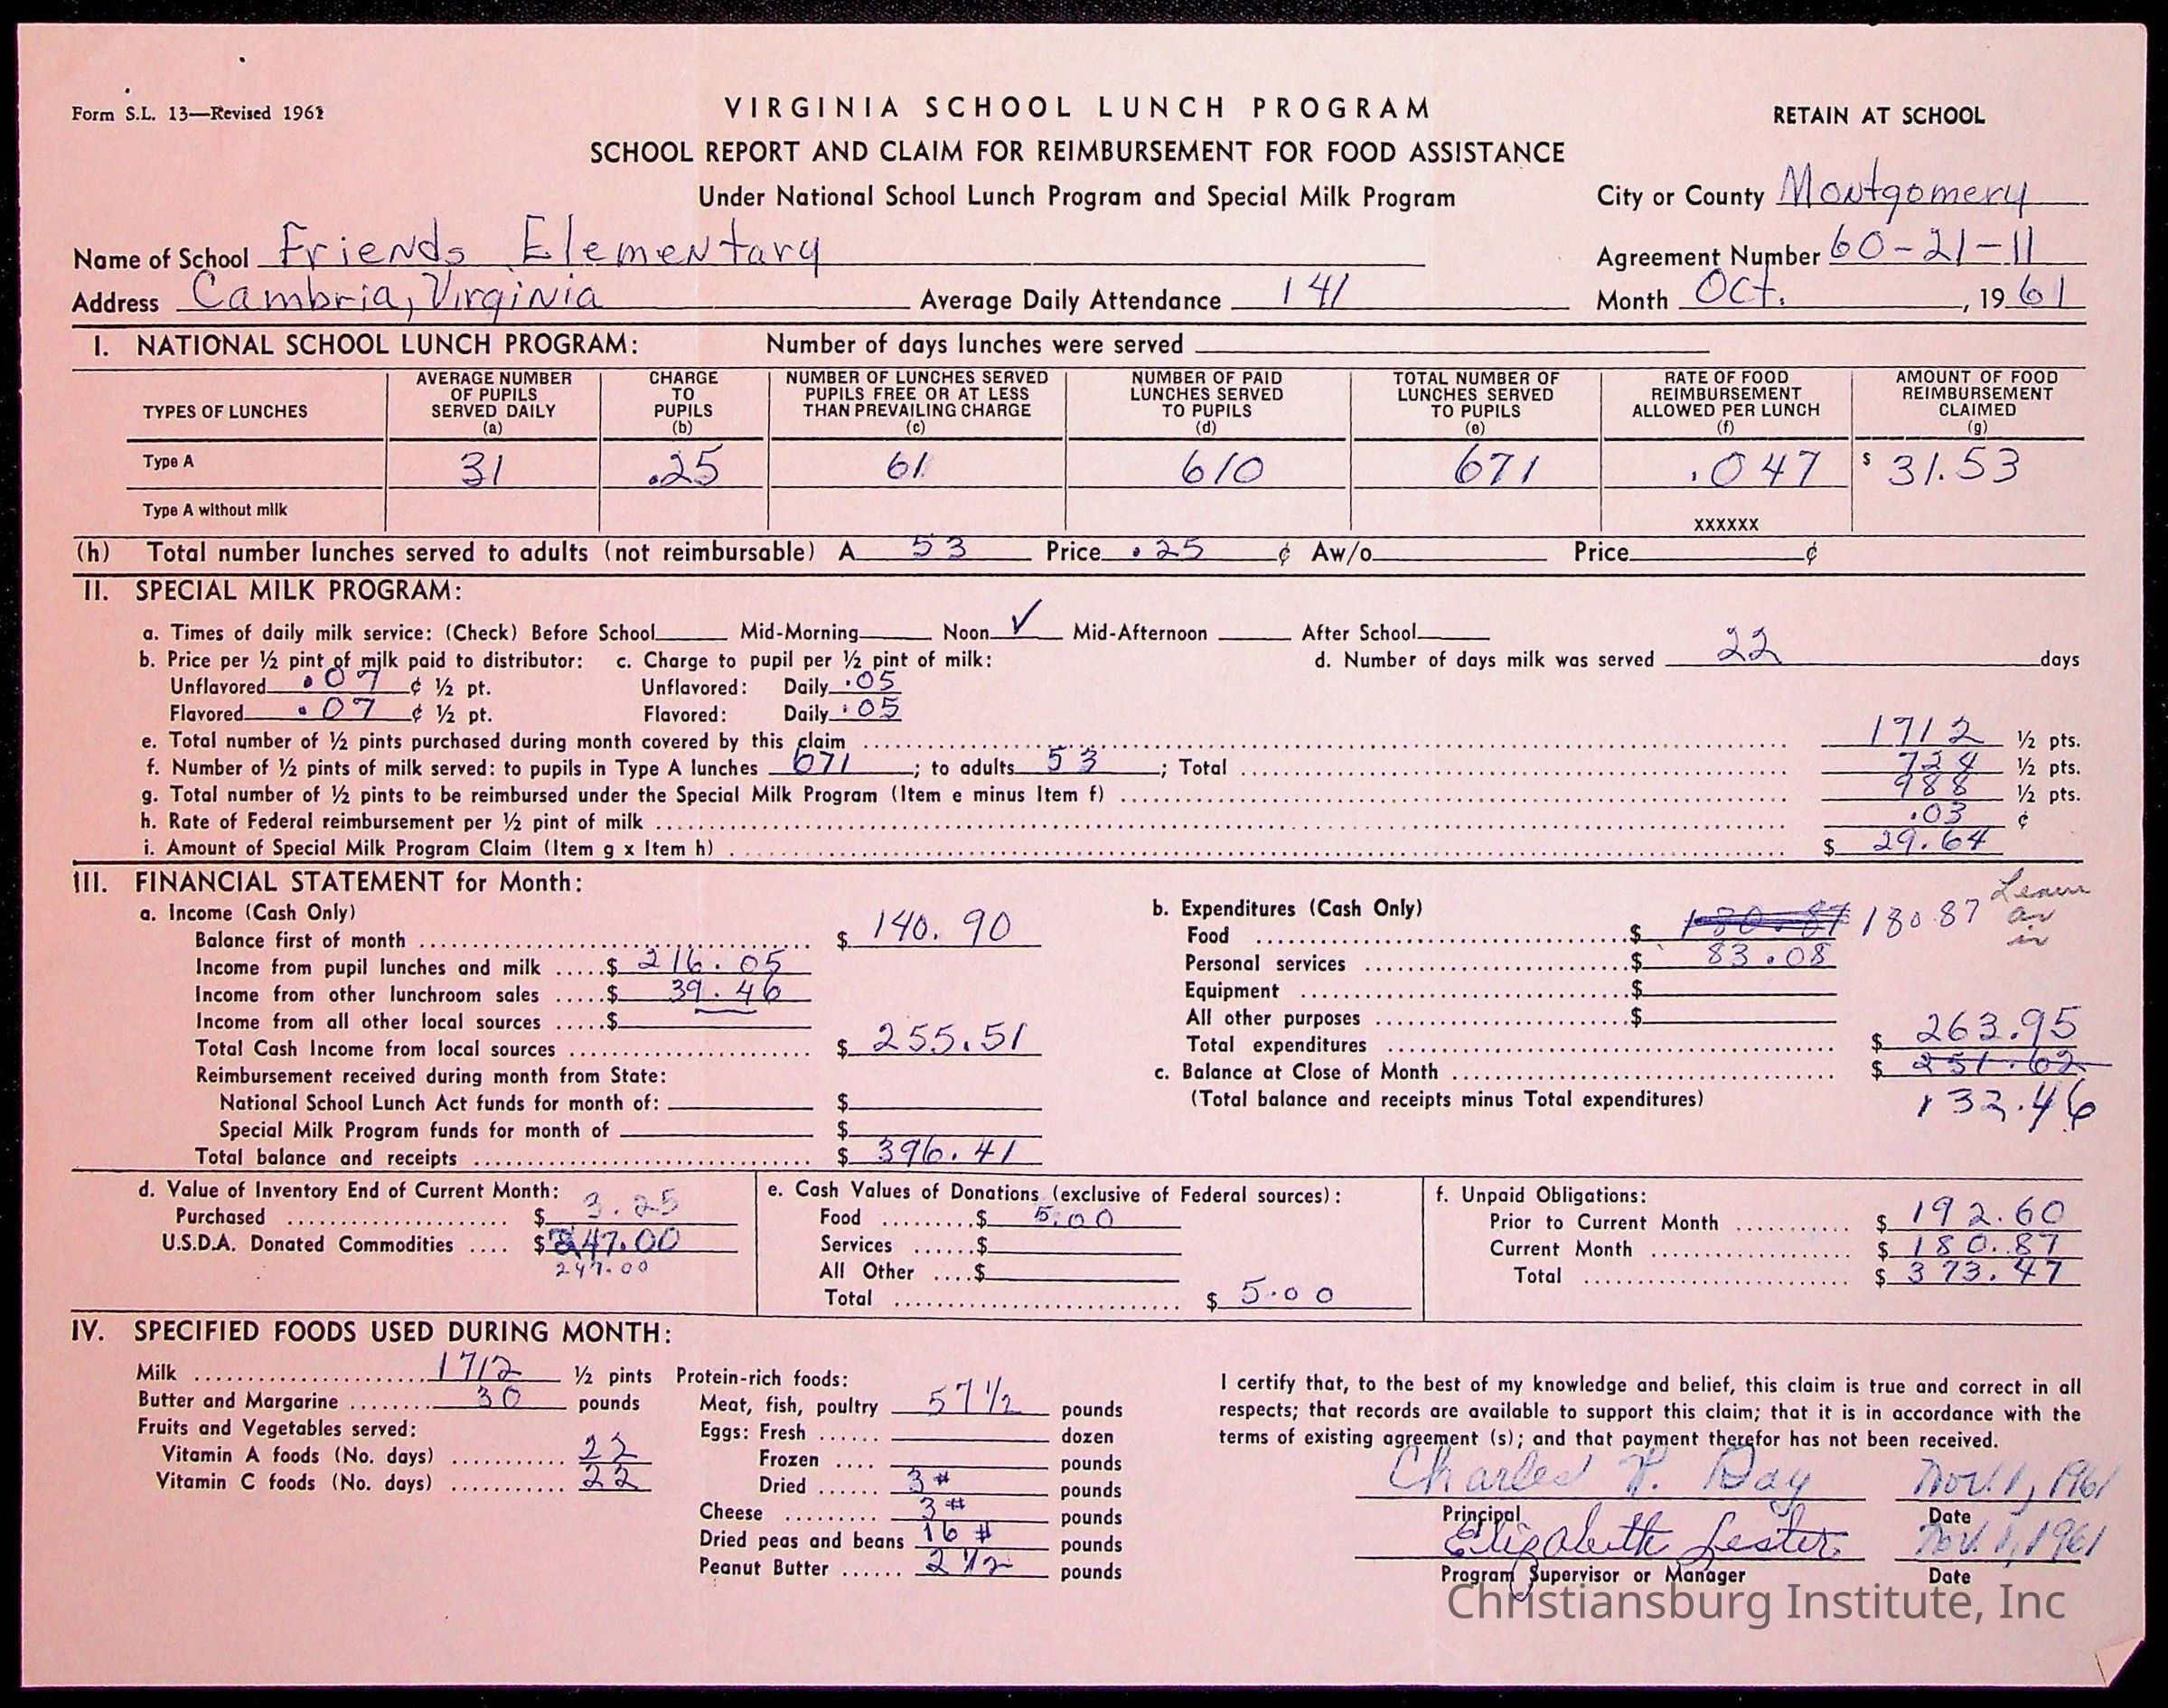 Form S.L. 13—Revised 1961
VIRGINIA SCHOOL LUNCH PROGRAM
RETAIN AT SCHOOL
SCHOOL REPORT AND CLAIM FOR REIMBURSEMENT FOR FOOD ASSISTANCE
Under National School Lunch Program and Special Milk Program
City or County Montgomery
Name of School Friends Elementary
Agreement Number 60-21-11
Address Cambria, Virginia Average Daily Attendance 141 Month Oct. , 19 61
I. NATIONAL SCHOOL LUNCH PROGRAM: Number of days lunches were served
TYPES OF LUNCHES
AVERAGE NUMBER OF PUPILS SERVED DAILY (a)
CHARGE TO PUPILS (b)
NUMBER OF LUNCHES SERVED PUPILS FREE OR AT LESS THAN PREVAILING CHARGE (c)
NUMBER OF PAID LUNCHES SERVED TO PUPILS (d)
TOTAL NUMBER OF LUNCHES SERVED TO PUPILS (e)
RATE OF FOOD REIMBURSEMENT ALLOWED PER LUNCH (f)
AMOUNT OF FOOD REIMBURSEMENT CLAIMED (g)
Type A 31 .25 61 610 671 .047 $ 31.53
Type A without milk XXXXXX
(h) Total number lunches served to adults (not reimbursable) A 53 Price .25 ¢ Aw/o Price ¢
II. SPECIAL MILK PROGRAM:
a. Times of daily milk service: (Check) Before School Mid-Morning Noon ✓ Mid-Afternoon After School
b. Price per ½ pint of milk paid to distributor: c. Charge to pupil per ½ pint of milk: d. Number of days milk was served 22 days
Unflavored .07 ¢ ½ pt. Unflavored: Daily .05
Flavored .07 ¢ ½ pt. Flavored: Daily .05
e. Total number of ½ pints purchased during month covered by this claim 1712 ½ pts.
f. Number of ½ pints of milk served: to pupils in Type A lunches 671; to adults 53; Total 724 ½ pts.
g. Total number of ½ pints to be reimbursed under the Special Milk Program (Item e minus Item f) 988 ½ pts.
h. Rate of Federal reimbursement per ½ pint of milk .03 ¢
i. Amount of Special Milk Program Claim (Item g x Item h) $ 29.64
III. FINANCIAL STATEMENT for Month:
a. Income (Cash Only)
Balance first of month $ 140.90
Income from pupil lunches and milk $ 216.05
Income from other lunchroom sales $ 39.46
Income from all other local sources $
Total Cash Income from local sources $ 255.51
Reimbursement received during month from State:
National School Lunch Act funds for month of: $
Special Milk Program funds for month of $
Total balance and receipts $ 396.41
b. Expenditures (Cash Only)
Food $ 180.87 180.87 Leave as is
Personal services $ 83.08
Equipment $
All other purposes $
Total expenditures $ 263.95
c. Balance at Close of Month $ 251.62
(Total balance and receipts minus Total expenditures) 132.46
d. Value of Inventory End of Current Month:
Purchased $ 3.25
U.S.D.A. Donated Commodities $ 247.00
247.00
e. Cash Values of Donations (exclusive of Federal sources):
Food $ 5.00
Services $
All Other $
Total $ 5.00
f. Unpaid Obligations:
Prior to Current Month $ 192.60
Current Month $ 180.87
Total $ 373.47
IV. SPECIFIED FOODS USED DURING MONTH:
Milk 1712 ½ pints
Butter and Margarine 30 pounds
Fruits and Vegetables served:
Vitamin A foods (No. days) 22
Vitamin C foods (No. days) 22
Protein-rich foods:
Meat, fish, poultry 57 1/2 pounds
Eggs: Fresh dozen
Frozen pounds
Dried 3# pounds
Cheese 3# pounds
Dried peas and beans 16# pounds
Peanut Butter 2 1/2 pounds
I certify that, to the best of my knowledge and belief, this claim is true and correct in all
respects; that records are available to support this claim; that it is in accordance with the
terms of existing agreement (s); and that payment therefor has not been received.
Charles P. Day Nov. 1, 1961
Principal Date
Elizabeth Lester Nov. 1, 1961
Program Supervisor or Manager Date
Christiansburg Institute, Inc